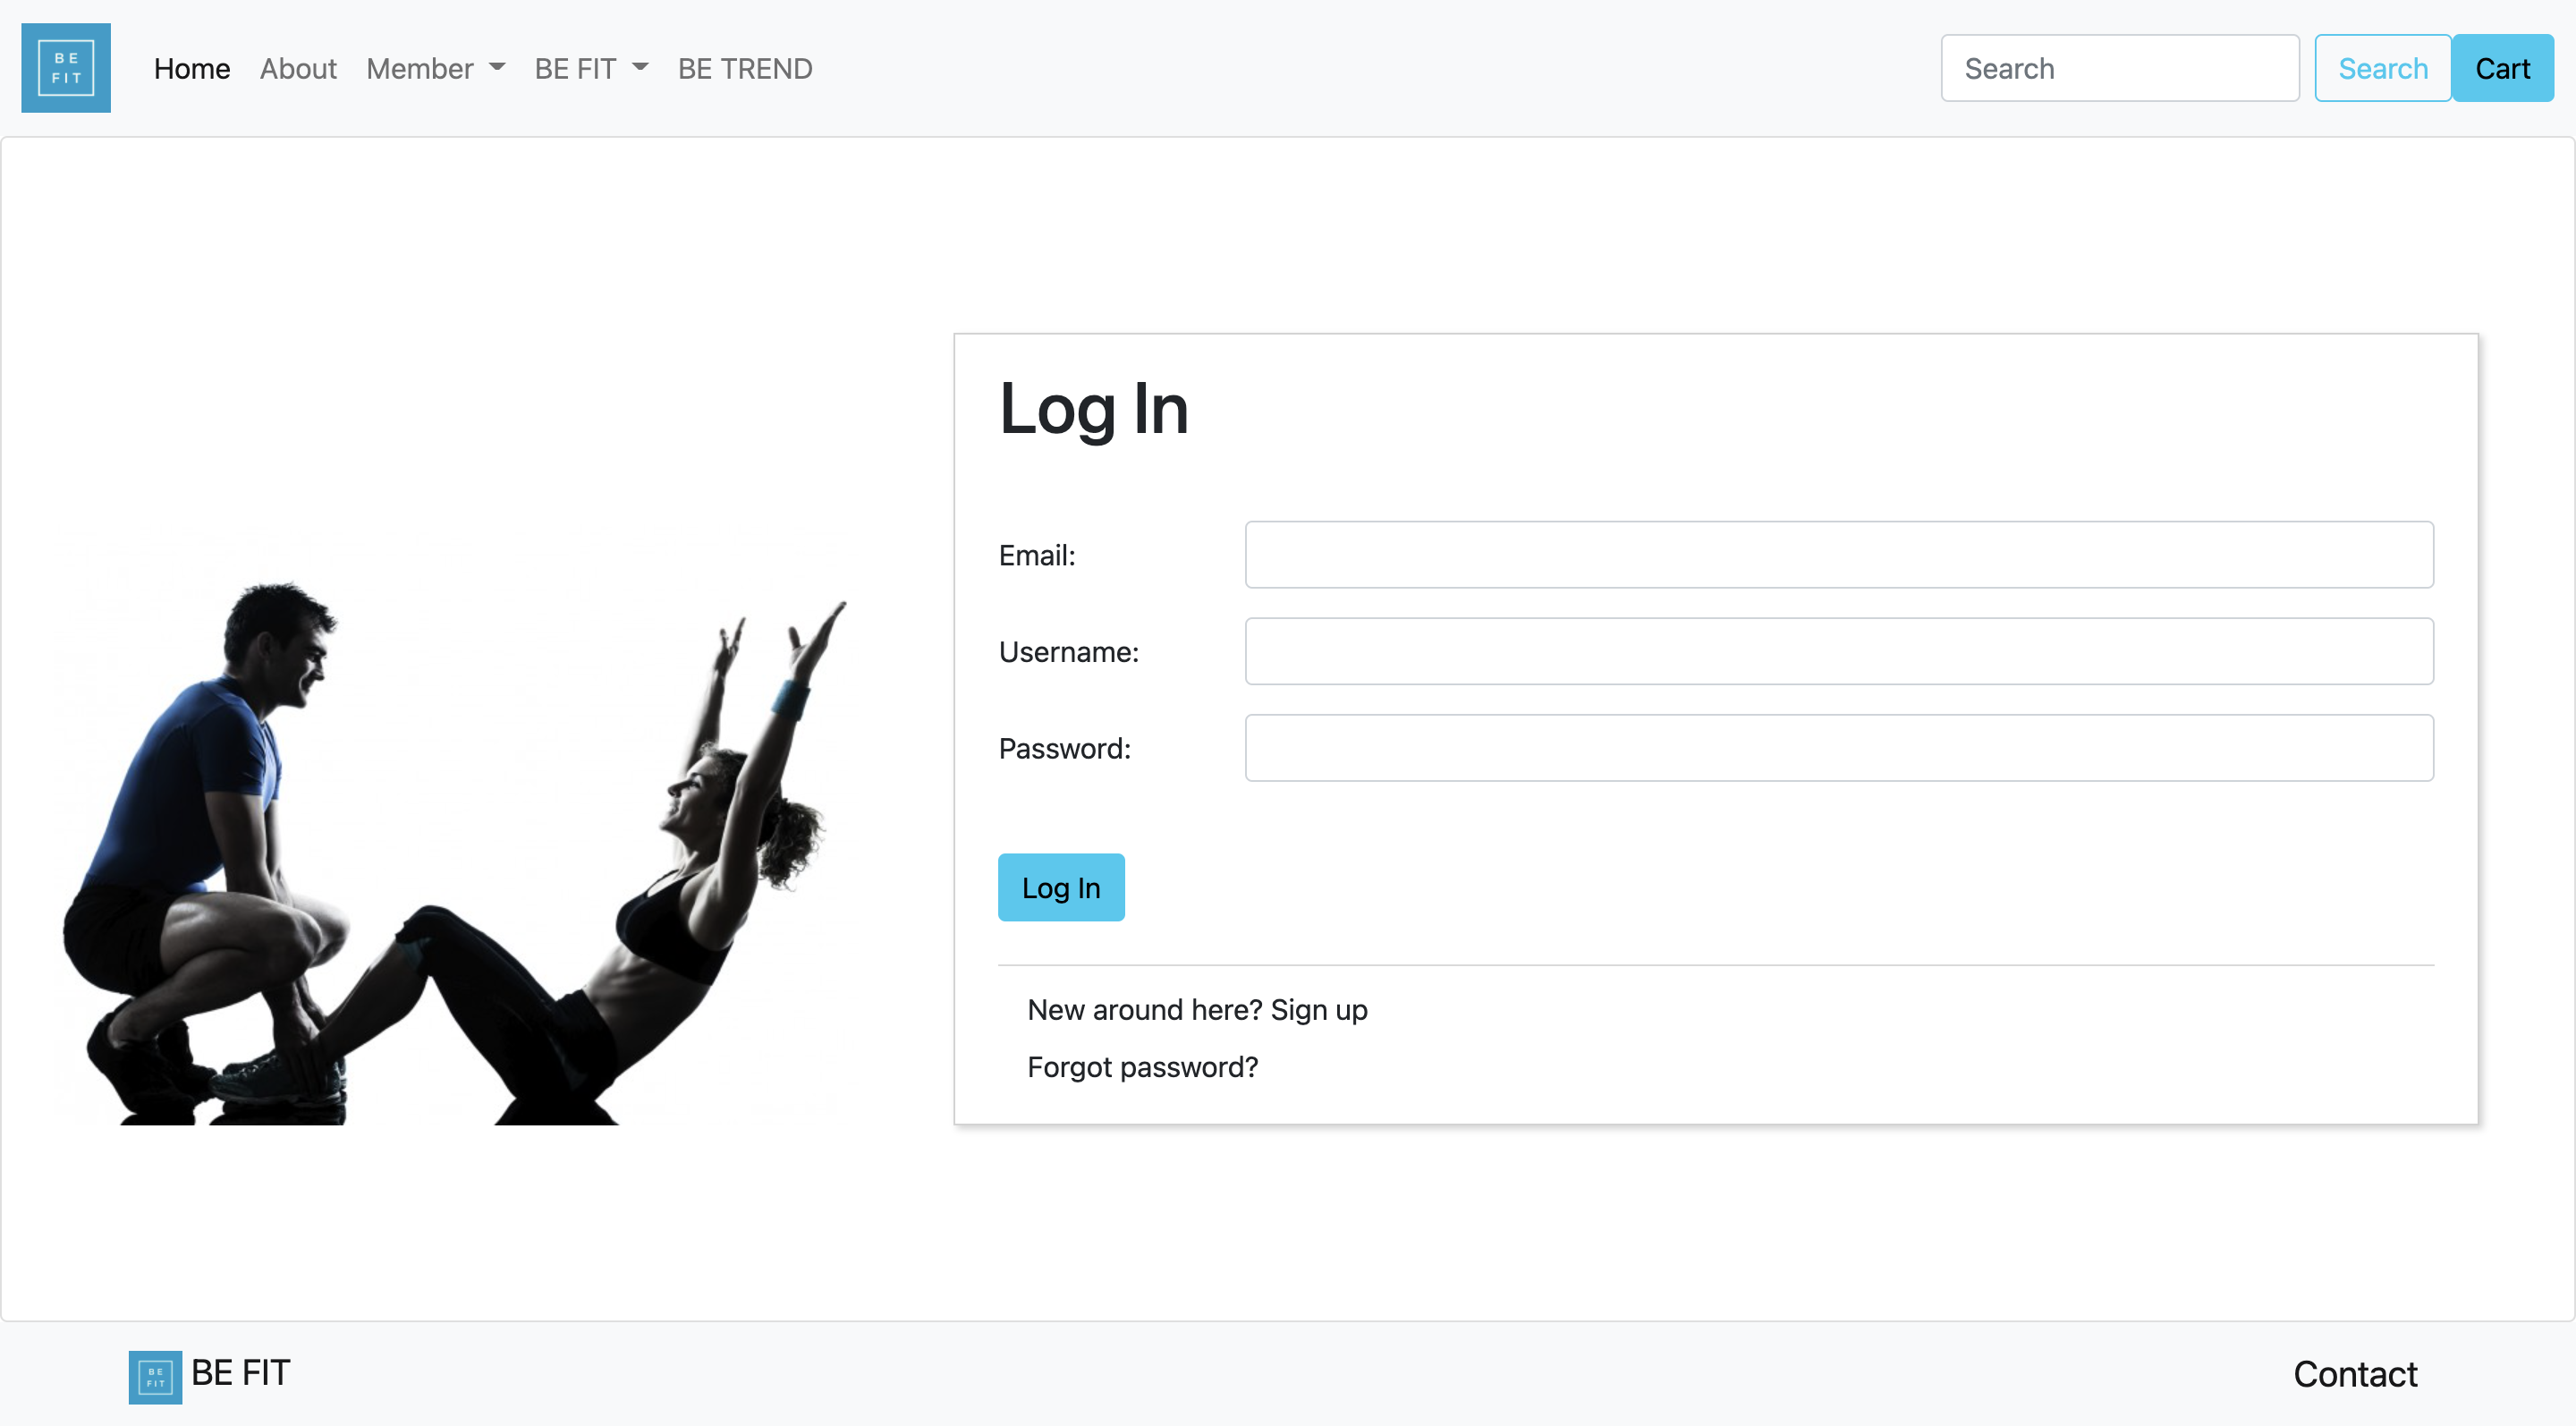 BE
FIT
Home About Member BE FIT BE TREND Search Search Cart
Log In
Email:
Username:
Password:
Log In
New around here? Sign up
Forgot password?
BE
FIT
BE FIT
Contact